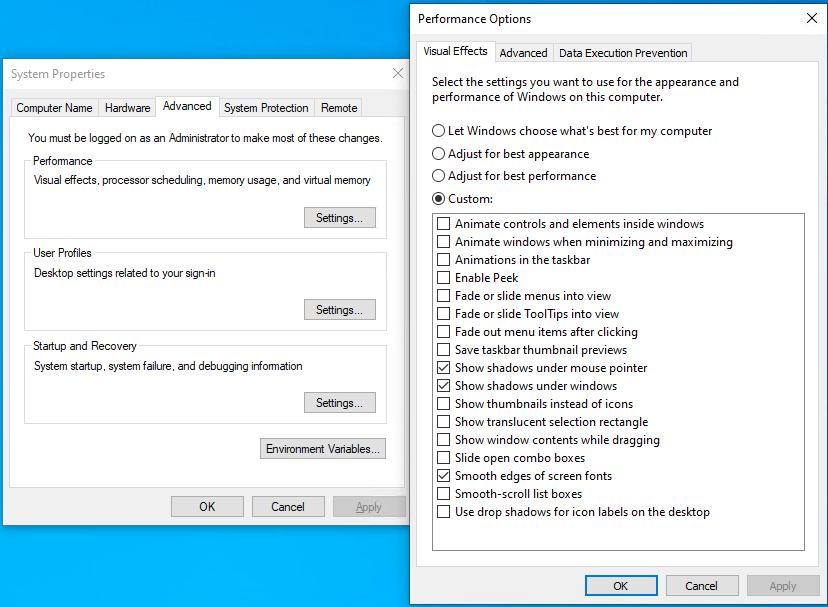 System Properties
Computer Name
Hardware
Advanced
System Protection
Remote
You must be logged on as an Administrator to make most of these changes.
Performance
Visual effects, processor scheduling, memory usage, and virtual memory
Settings...
User Profiles
Desktop settings related to your sign-in
Settings...
Startup and Recovery
System startup, system failure, and debugging information
Settings...
Environment Variables...
OK
Cancel
Apply
Performance Options
Visual Effects
Advanced
Data Execution Prevention
Select the settings you want to use for the appearance and
performance of Windows on this computer.
Let Windows choose what's best for my computer
Adjust for best appearance
Adjust for best performance
Custom:
Animate controls and elements inside windows
Animate windows when minimizing and maximizing
Animations in the taskbar
Enable Peek
Fade or slide menus into view
Fade or slide ToolTips into view
Fade out menu items after clicking
Save taskbar thumbnail previews
Show shadows under mouse pointer
Show shadows under windows
Show thumbnails instead of icons
Show translucent selection rectangle
Show window contents while dragging
Slide open combo boxes
Smooth edges of screen fonts
Smooth-scroll list boxes
Use drop shadows for icon labels on the desktop
OK
Cancel
Apply